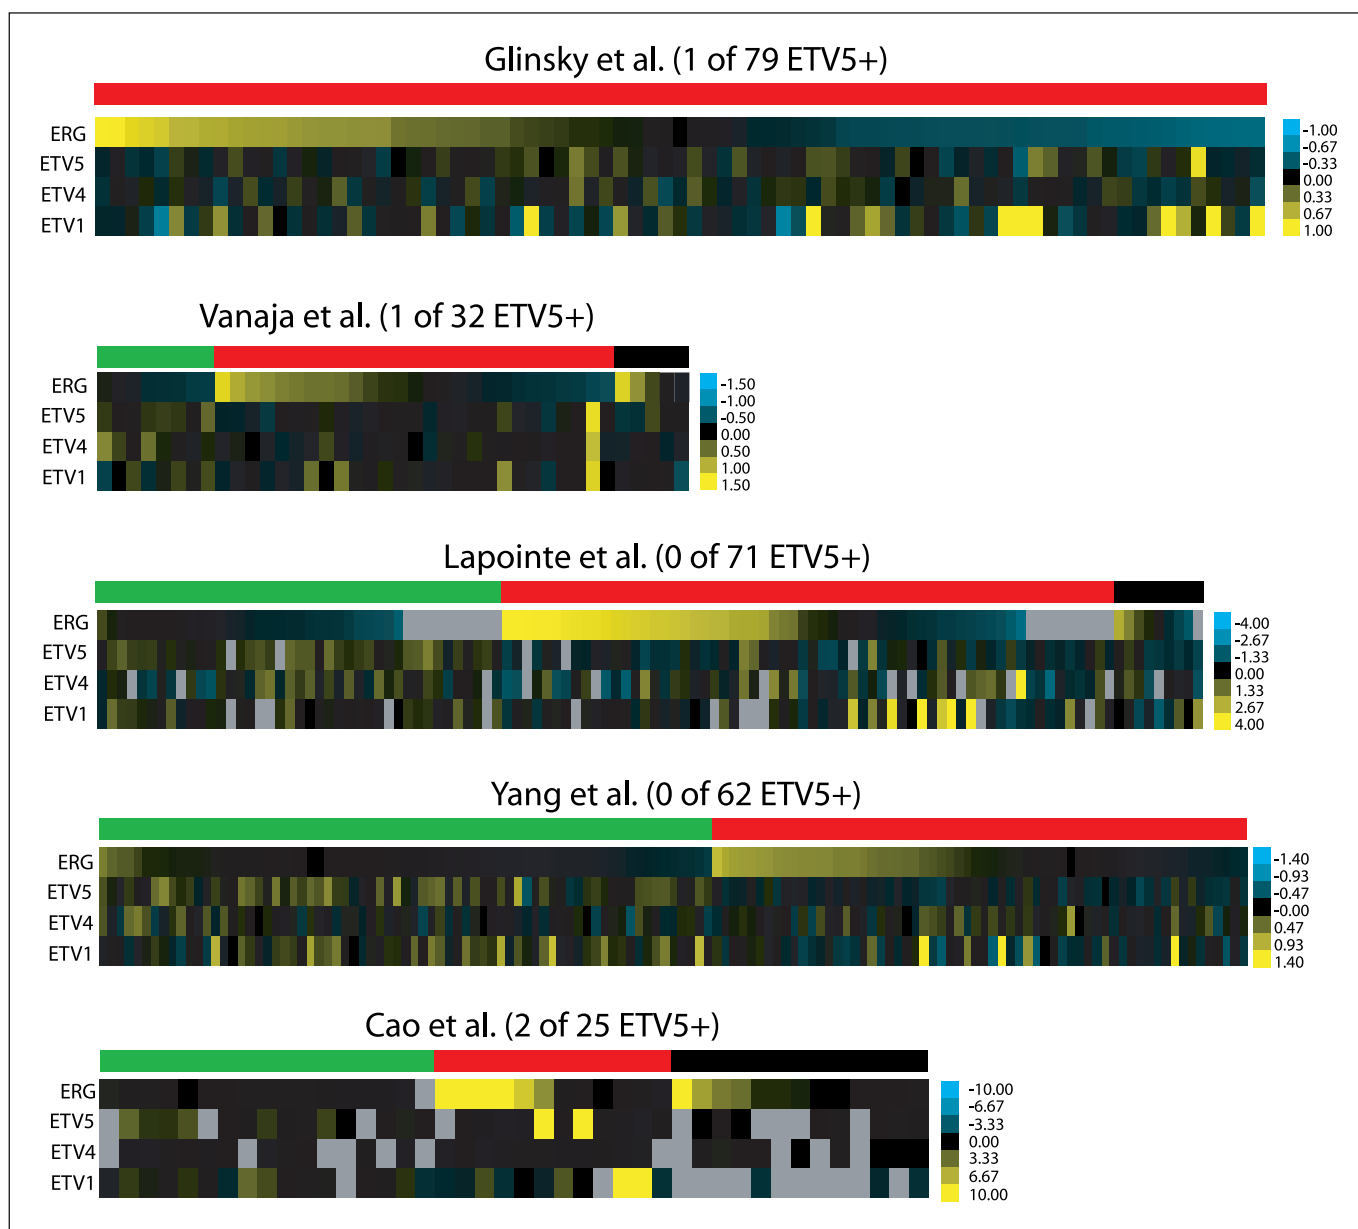 Glinsky et al. (1 of 79 ETV5+)
ERG
ETV5
ETV4
ETV1
-1.00
-0.67
-0.33
0.00
0.33
0.67
1.00
Vanaja et al. (1 of 32 ETV5+)
ERG
ETV5
ETV4
ETV1
-1.50
-1.00
-0.50
0.00
0.50
1.00
1.50
Lapointe et al. (0 of 71 ETV5+)
ERG
ETV5
ETV4
ETV1
-4.00
-2.67
-1.33
0.00
1.33
2.67
4.00
Yang et al. (0 of 62 ETV5+)
ERG
ETV5
ETV4
ETV1
-1.40
-0.93
-0.47
-0.00
0.47
0.93
1.40
Cao et al. (2 of 25 ETV5+)
ERG
ETV5
ETV4
ETV1
-10.00
-6.67
-3.33
0.00
3.33
6.67
10.00